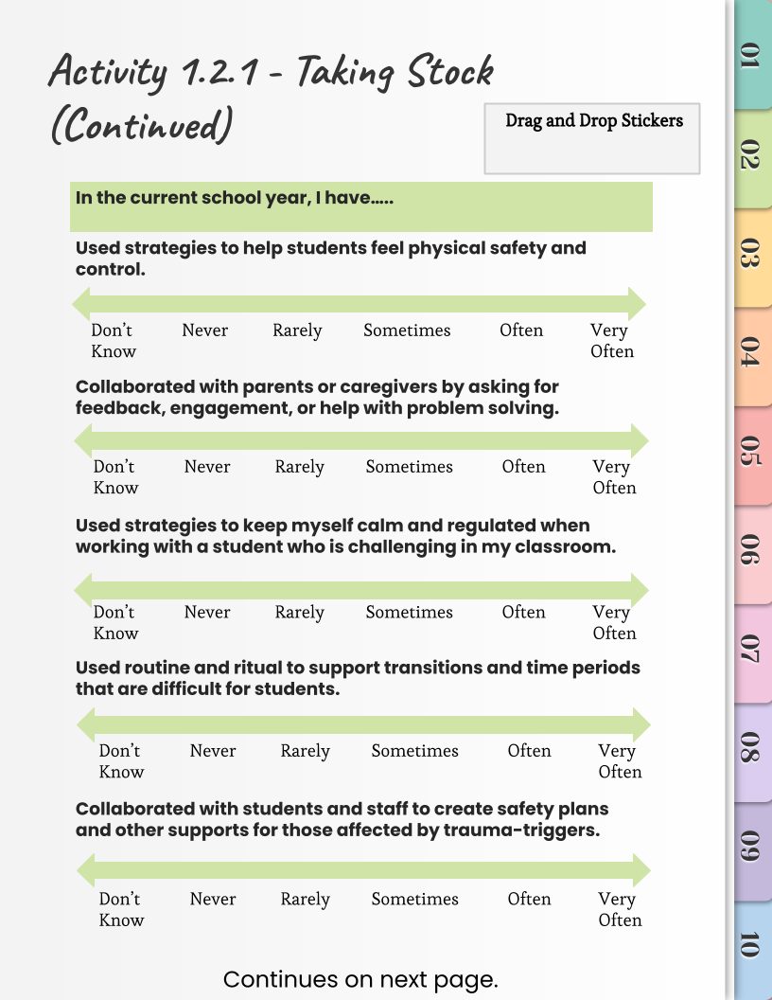 Activity 1.2.1 - Taking Stock
(Continued)
Drag and Drop Stickers
In the current school year, I have.....
Used strategies to help students feel physical safety and
control.
Don’t Know Never Rarely Sometimes Often Very Often
Collaborated with parents or caregivers by asking for
feedback, engagement, or help with problem solving.
Don’t Know Never Rarely Sometimes Often Very Often
Used strategies to keep myself calm and regulated when
working with a student who is challenging in my classroom.
Don’t Know Never Rarely Sometimes Often Very Often
Used routine and ritual to support transitions and time periods
that are difficult for students.
Don’t Know Never Rarely Sometimes Often Very Often
Collaborated with students and staff to create safety plans
and other supports for those affected by trauma-triggers.
Don’t Know Never Rarely Sometimes Often Very Often
Continues on next page.
01
02
03
04
05
06
07
08
09
10